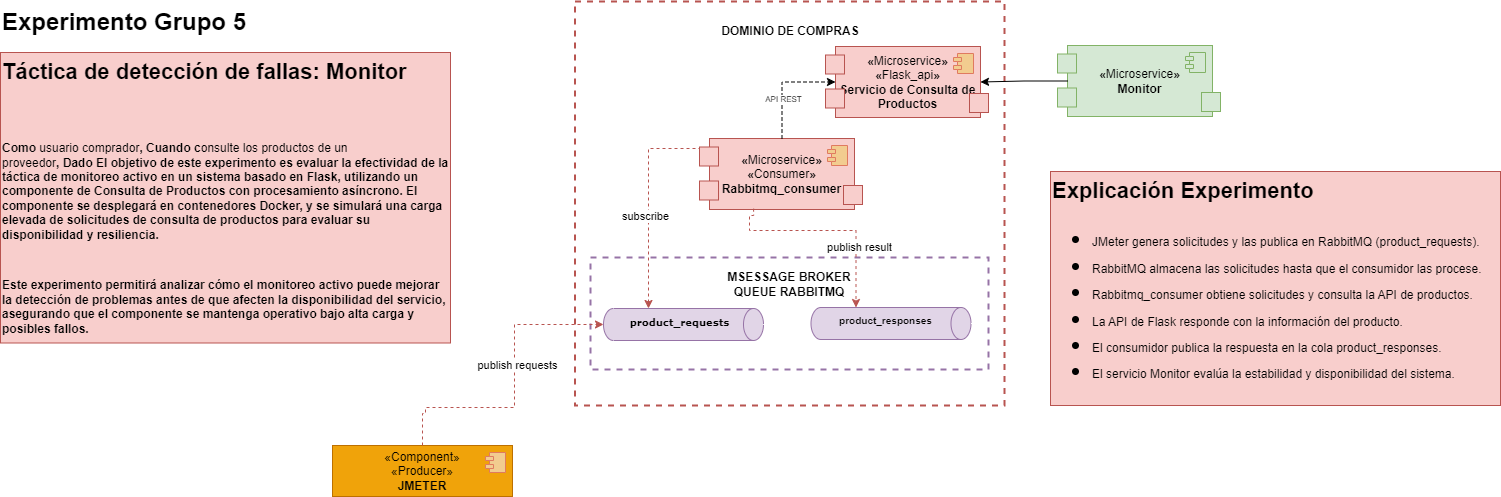 Experimento Grupo 5
Táctica de detección de fallas: Monitor
Como usuario comprador, Cuando consulte los productos de un
proveedor, Dado El objetivo de este experimento es evaluar la efectividad de la
táctica de monitoreo activo en un sistema basado en Flask, utilizando un
componente de Consulta de Productos con procesamiento asíncrono. El
componente se desplegará en contenedores Docker, y se simulará una carga
elevada de solicitudes de consulta de productos para evaluar su
disponibilidad y resiliencia.
Este experimento permitirá analizar cómo el monitoreo activo puede mejorar
la detección de problemas antes de que afecten la disponibilidad del servicio,
asegurando que el componente se mantenga operativo bajo alta carga y
posibles fallos.
DOMINIO DE COMPRAS
«Microservice»
«Flask_api»
Servicio de Consulta de
Productos
API REST
«Microservice»
Monitor
«Microservice»
«Consumer»
Rabbitmq_consumer
subscribe
publish result
MSESSAGE BROKER
QUEUE RABBITMQ
product_requests
product_responses
publish requests
«Component»
«Producer»
JMETER
Explicación Experimento
• JMeter genera solicitudes y las publica en RabbitMQ (product_requests).
• RabbitMQ almacena las solicitudes hasta que el consumidor las procese.
• Rabbitmq_consumer obtiene solicitudes y consulta la API de productos.
• La API de Flask responde con la información del producto.
• El consumidor publica la respuesta en la cola product_responses.
• El servicio Monitor evalúa la estabilidad y disponibilidad del sistema.